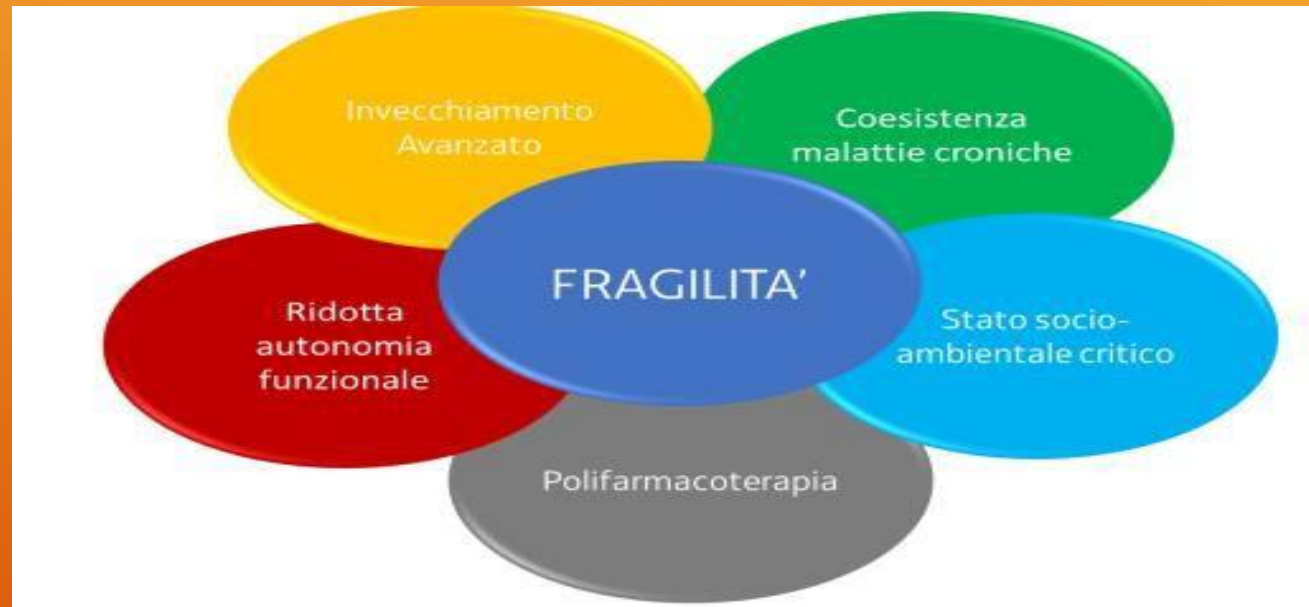 Invecchiamento
Avanzato
Coesistenza
malattie croniche
FRAGILITA'
Ridotta
autonomia
funzionale
Stato socio-
ambientale critico
Polifarmacoterapia